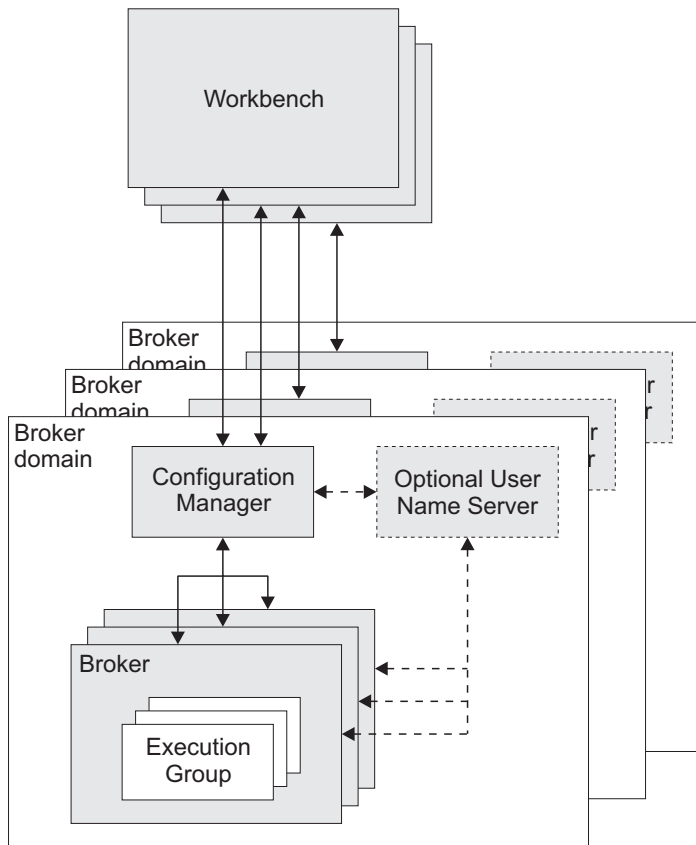 Workbench
Broker
domain
Broker
domain
Broker
domain
Configuration
Manager
Optional User
Name Server
Broker
Execution
Group